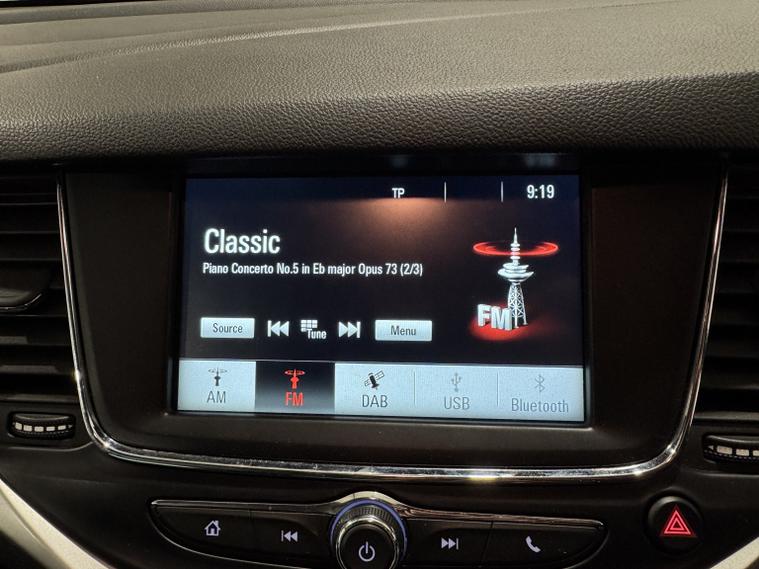 TP
9:19
Classic
Piano Concerto No.5 in Eb major Opus 73 (2/3)
FM
Source
Tune
Menu
AM
FM
DAB
USB
Bluetooth